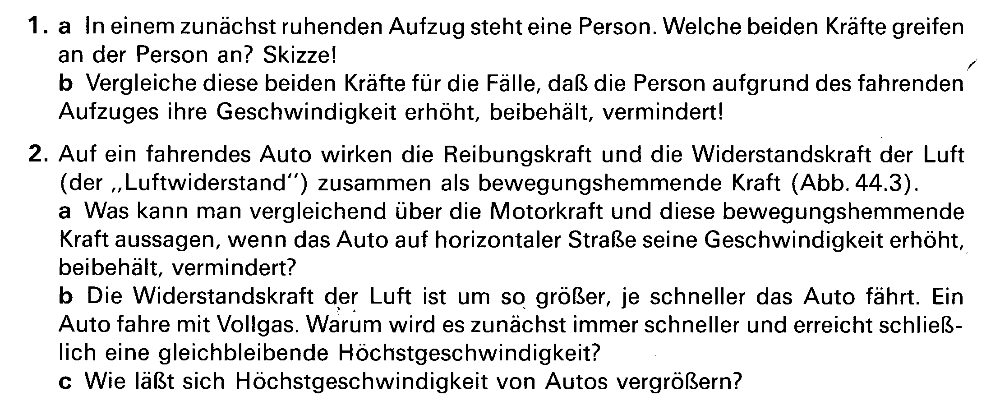 1. a In einem zunächst ruhenden Aufzug steht eine Person. Welche beiden Kräfte greifen
an der Person an? Skizze!
b Vergleiche diese beiden Kräfte für die Fälle, daß die Person aufgrund des fahrenden
Aufzuges ihre Geschwindigkeit erhöht, beibehält, vermindert!
2. Auf ein fahrendes Auto wirken die Reibungskraft und die Widerstandskraft der Luft
(der „Luftwiderstand“) zusammen als bewegungshemmende Kraft (Abb. 44.3).
a Was kann man vergleichend über die Motorkraft und diese bewegungshemmende
Kraft aussagen, wenn das Auto auf horizontaler Straße seine Geschwindigkeit erhöht,
beibehält, vermindert?
b Die Widerstandskraft der Luft ist um so größer, je schneller das Auto fährt. Ein
Auto fahre mit Vollgas. Warum wird es zunächst immer schneller und erreicht schließ-
lich eine gleichbleibende Höchstgeschwindigkeit?
c Wie läßt sich Höchstgeschwindigkeit von Autos vergrößern?